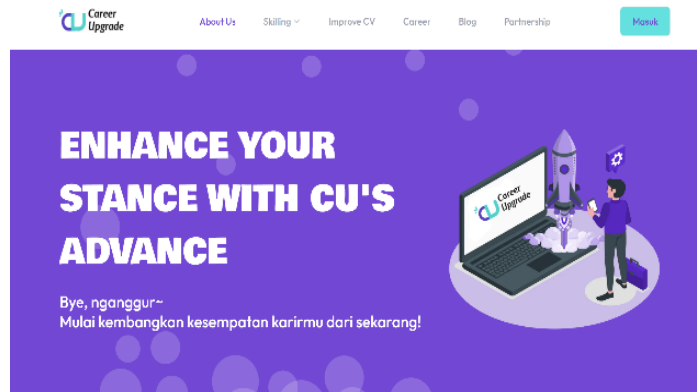 Career
Upgrade
About Us
Skilling
Improve CV
Career
Blog
Partnership
Masuk
ENHANCE YOUR
STANCE WITH CU'S
ADVANCE
Bye, nganggur~
Mulai kembangkan kesempatan karirmu dari sekarang!
CU
Career
Upgrade